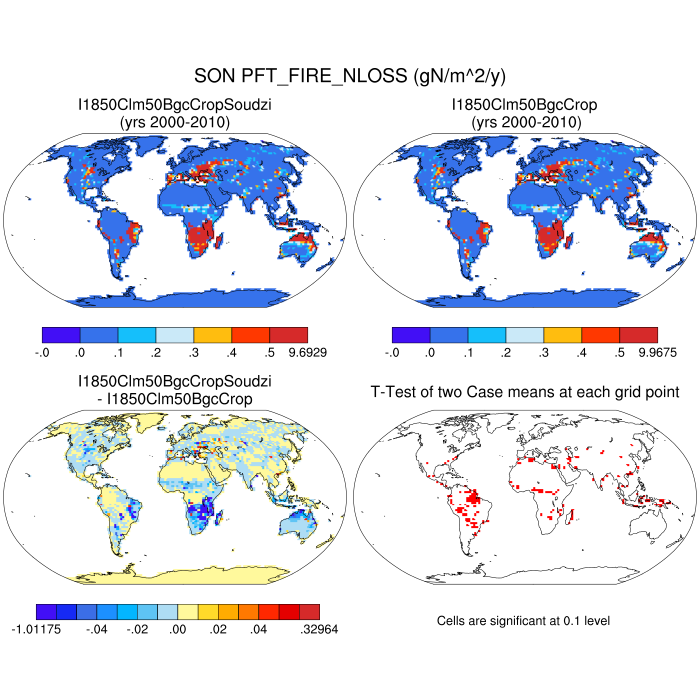 SON PFT_FIRE_NLOSS (gN/m^2/y)
I1850Clm50BgcCropSoudzi
(yrs 2000-2010)
I1850Clm50BgcCrop
(yrs 2000-2010)
-.0 .0 .1 .2 .3 .4 .5 9.6929
-.0 .0 .1 .2 .3 .4 .5 9.9675
I1850Clm50BgcCropSoudzi
- I1850Clm50BgcCrop
T-Test of two Case means at each grid point
-1.01175 -.04 -.02 .00 .02 .04 .32964
Cells are significant at 0.1 level